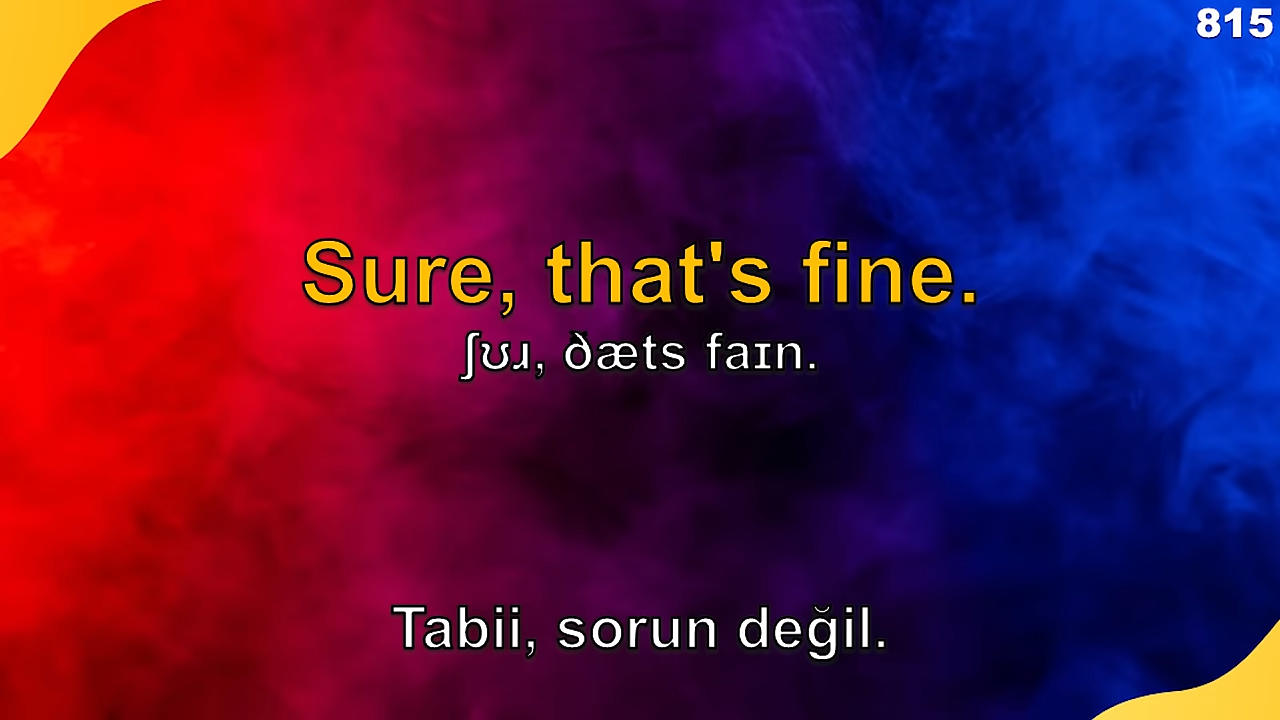 815
Sure, that's fine.
ʃʊɹ, ðæts faɪn.
Tabii, sorun değil.